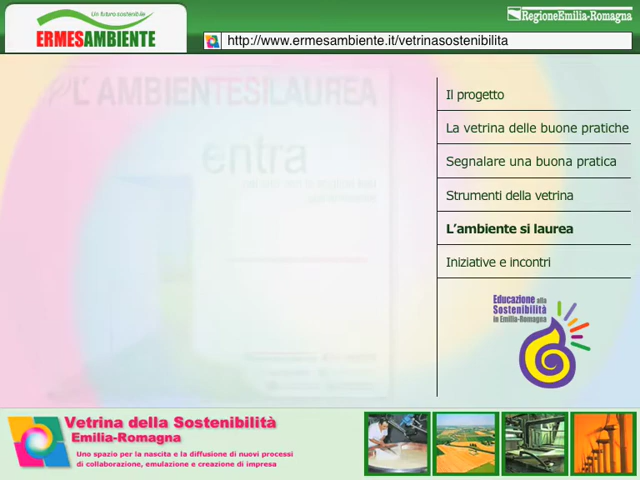 Un futuro sostenibile
ERMESAMBIENTE
RegioneEmilia-Romagna
http://www.ermesambiente.it/vetrinasostenibilita
L'AMBIENTESILAUREA
entra
Il progetto
La vetrina delle buone pratiche
Segnalare una buona pratica
Strumenti della vetrina
L'ambiente si laurea
Iniziative e incontri
Educazione alla
Sostenibilità
in Emilia-Romagna
Vetrina della Sostenibilità
Emilia-Romagna
Uno spazio per la nascita e la diffusione di nuovi processi
di collaborazione, emulazione e creazione di impresa